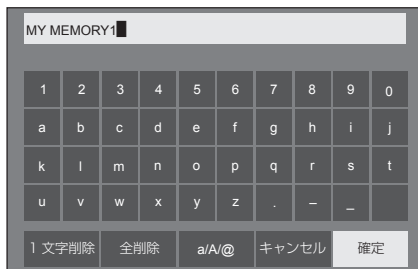 MY MEMORY1
1 2 3 4 5 6 7 8 9 0
a b c d e f g h i j
k l m n o p q r s t
u v w x y z . – _
1 文字削除 全削除 a/A/@ キャンセル 確定